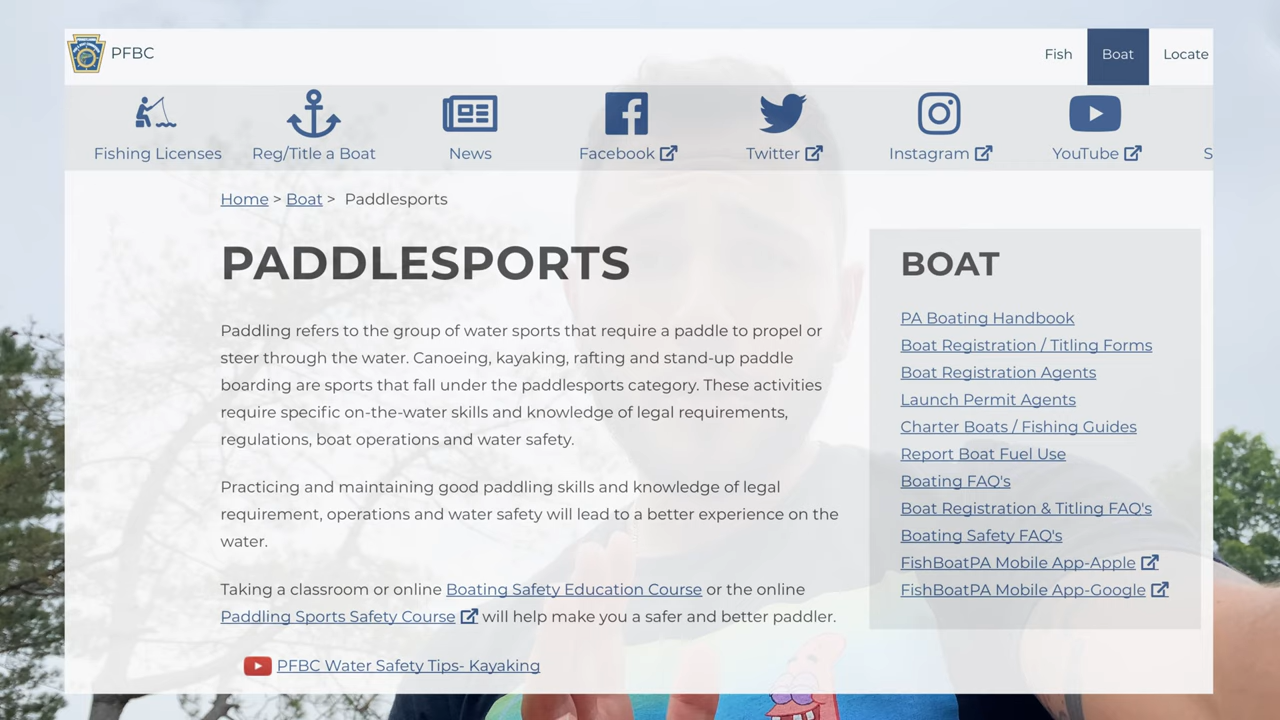 PFBC
Fish
Boat
Locate
Fishing Licenses
Reg/Title a Boat
News
Facebook
Twitter
Instagram
YouTube
S
Home > Boat > Paddlesports
PADDLESPORTS
Paddling refers to the group of water sports that require a paddle to propel or
steer through the water. Canoeing, kayaking, rafting and stand-up paddle
boarding are sports that fall under the paddlesports category. These activities
require specific on-the-water skills and knowledge of legal requirements,
regulations, boat operations and water safety.
Practicing and maintaining good paddling skills and knowledge of legal
requirement, operations and water safety will lead to a better experience on the
water.
Taking a classroom or online Boating Safety Education Course or the online
Paddling Sports Safety Course will help make you a safer and better paddler.
PFBC Water Safety Tips- Kayaking
BOAT
PA Boating Handbook
Boat Registration / Titling Forms
Boat Registration Agents
Launch Permit Agents
Charter Boats / Fishing Guides
Report Boat Fuel Use
Boating FAQ's
Boat Registration & Titling FAQ's
Boating Safety FAQ's
FishBoatPA Mobile App-Apple
FishBoatPA Mobile App-Google